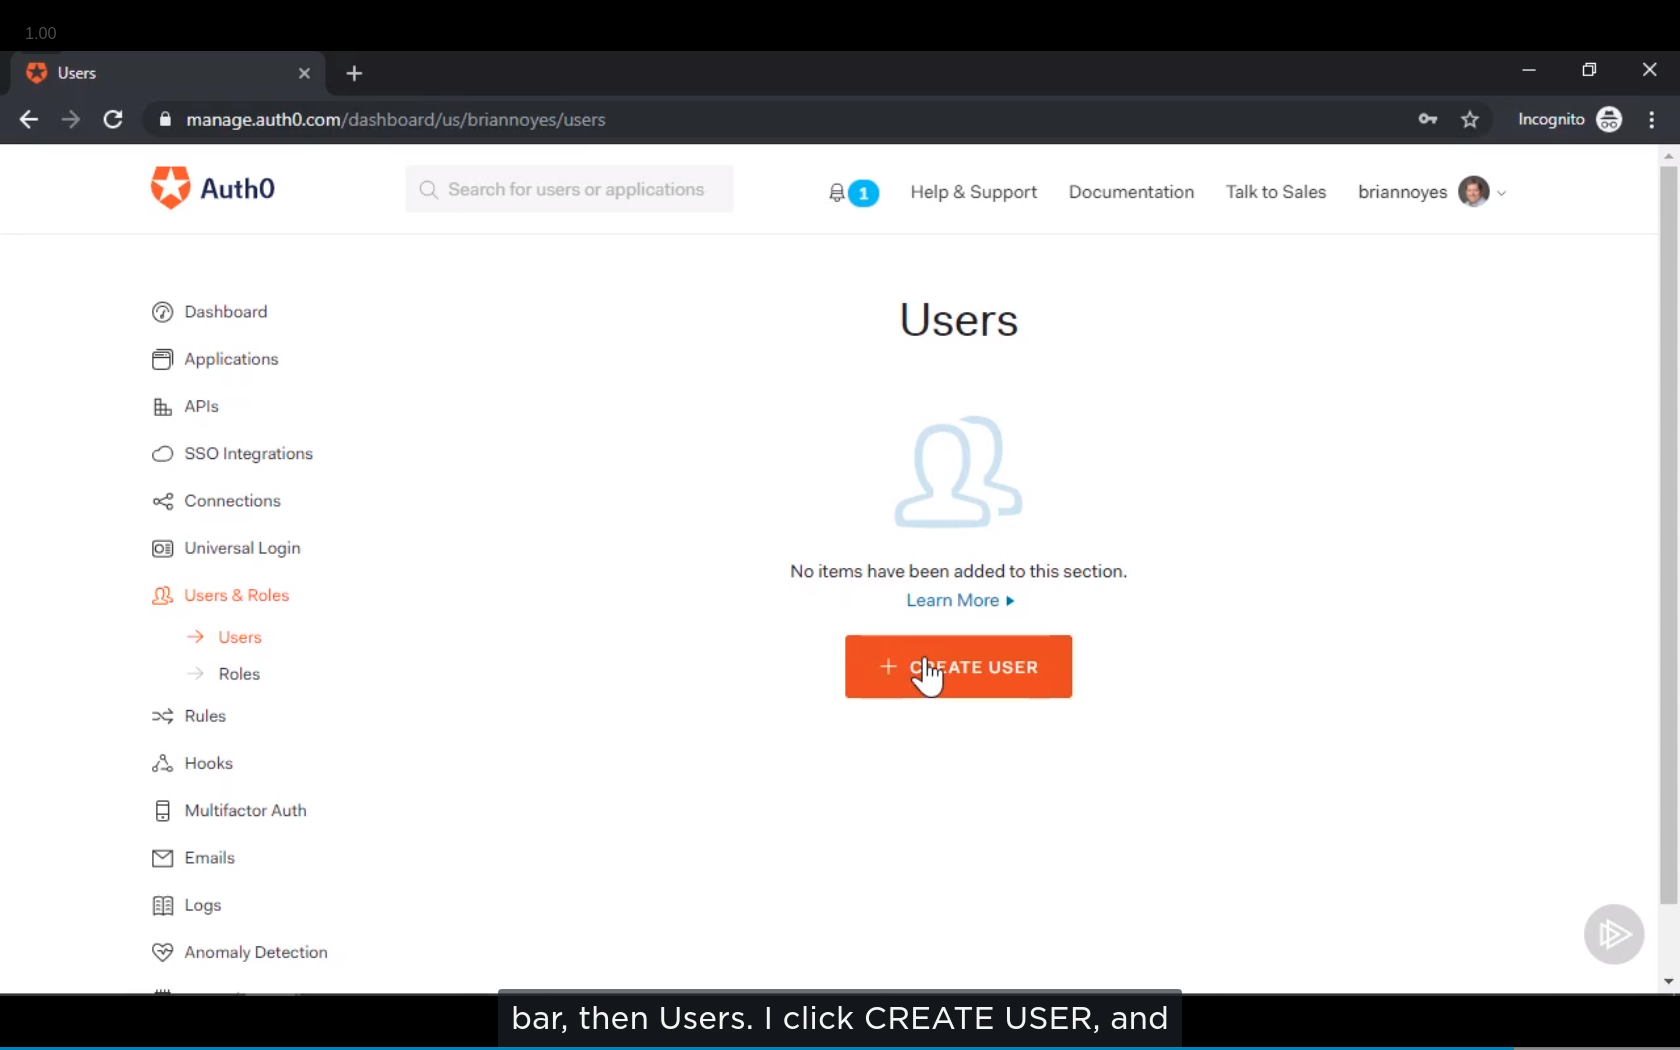 1.00
Users
manage.auth0.com/dashboard/us/briannoyes/users
Incognito
Auth0
Search for users or applications
1
Help & Support
Documentation
Talk to Sales
briannoyes
Dashboard
Applications
APIs
SSO Integrations
Connections
Universal Login
Users & Roles
Users
Roles
Rules
Hooks
Multifactor Auth
Emails
Logs
Anomaly Detection
Users
No items have been added to this section.
Learn More
CREATE USER
bar, then Users. I click CREATE USER, and